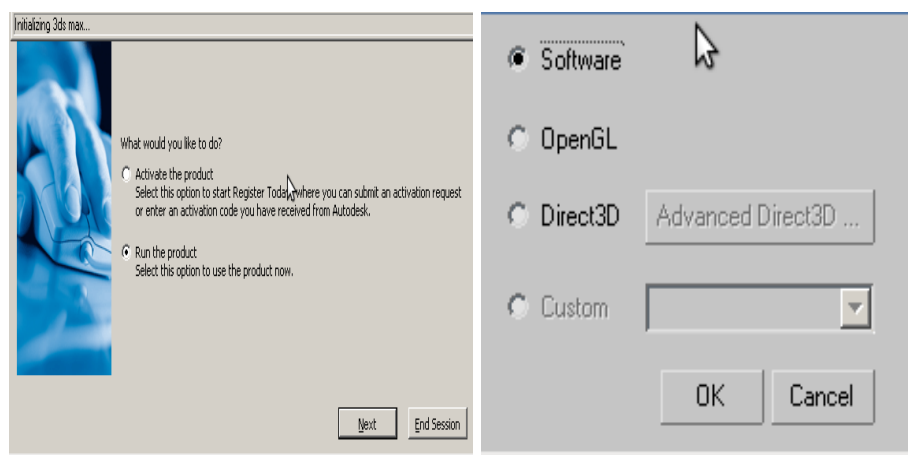 Initializing 3ds max...
What would you like to do?
Activate the product
Select this option to start Register Today, where you can submit an activation request
or enter an activation code you have received from Autodesk.
Run the product
Select this option to use the product now.
Next
End Session
Software
OpenGL
Direct3D
Advanced Direct3D ...
Custom
OK
Cancel